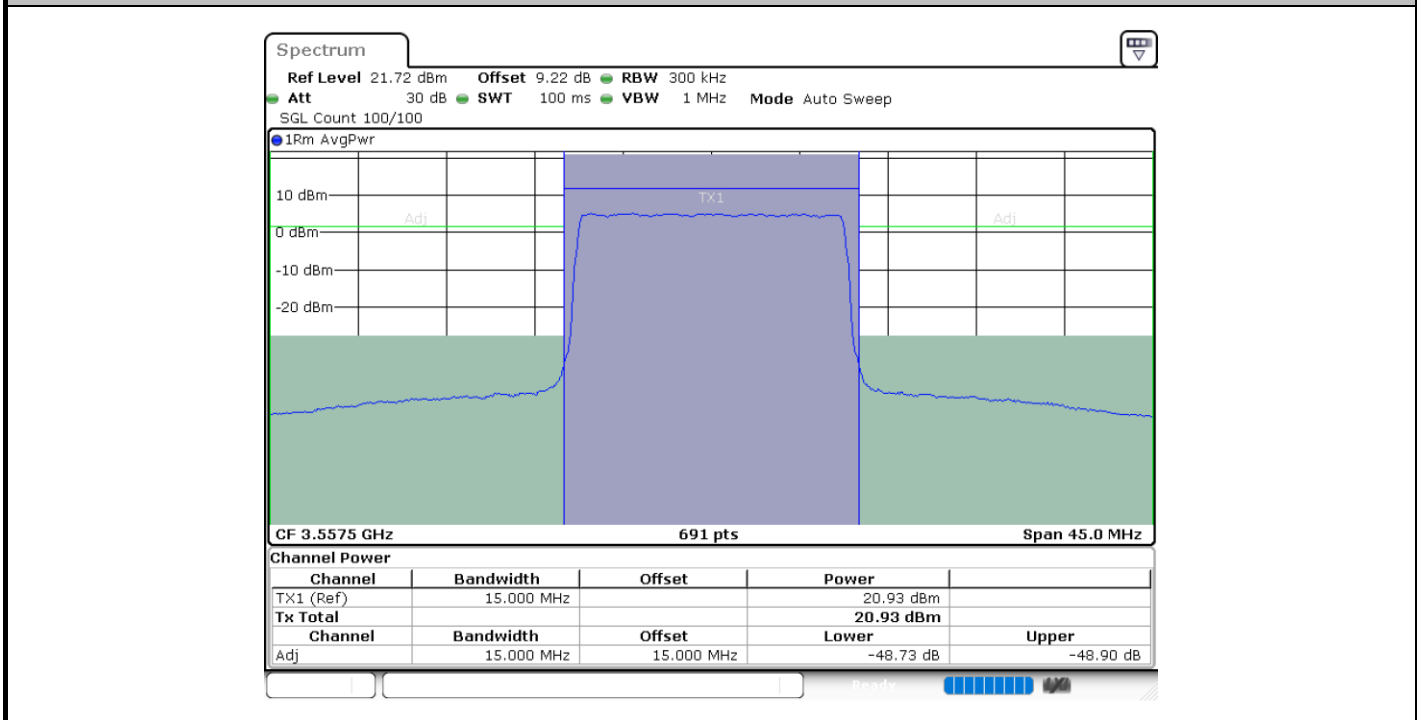 Spectrum
Ref Level 21.72 dBm Offset 9.22 dB RBW 300 kHz
Att 30 dB SWT 100 ms VBW 1 MHz Mode Auto Sweep
SGL Count 100/100
1Rm AvgPwr
10 dBm
TX1
Adj Adj
0 dBm
-10 dBm
-20 dBm
CF 3.5575 GHz 691 pts Span 45.0 MHz
Channel Power
Channel Bandwidth Offset Power
TX1 (Ref) 15.000 MHz 20.93 dBm
Tx Total 20.93 dBm
Channel Bandwidth Offset Lower Upper
Adj 15.000 MHz 15.000 MHz -48.73 dB -48.90 dB
Ready